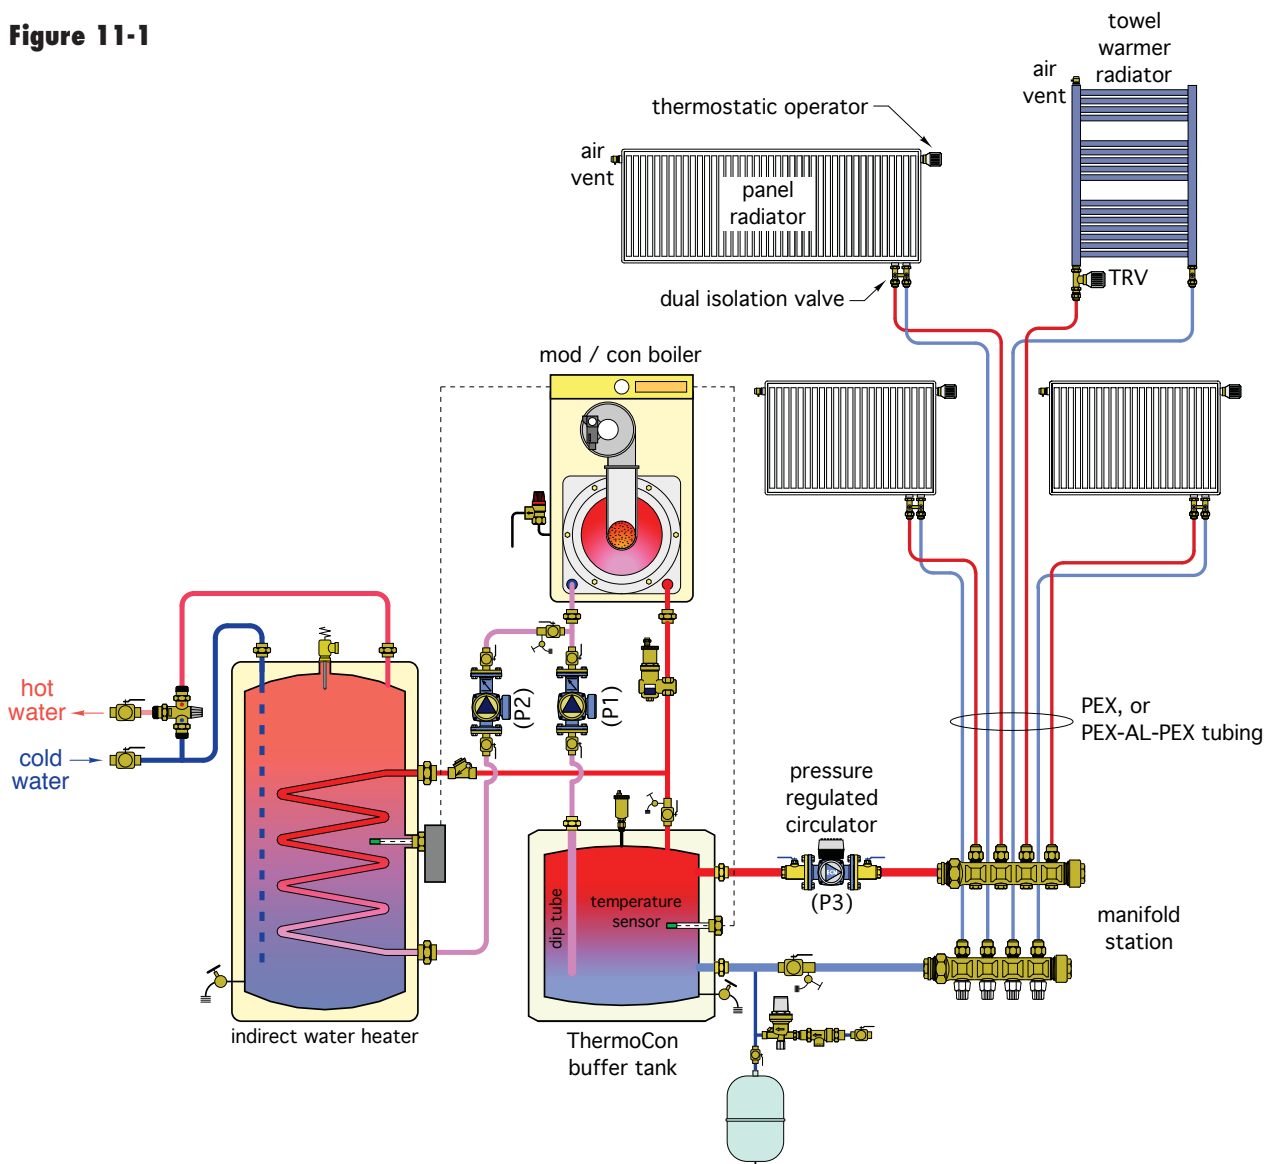 Figure 11-1
towel
warmer
radiator
air
vent
thermostatic operator
air
vent
panel
radiator
dual isolation valve
TRV
mod / con boiler
(P2)
(P1)
hot
water
cold
water
PEX, or
PEX-AL-PEX tubing
pressure
regulated
circulator
ECM
(P3)
dip tube
temperature
sensor
manifold
station
indirect water heater
ThermoCon
buffer tank